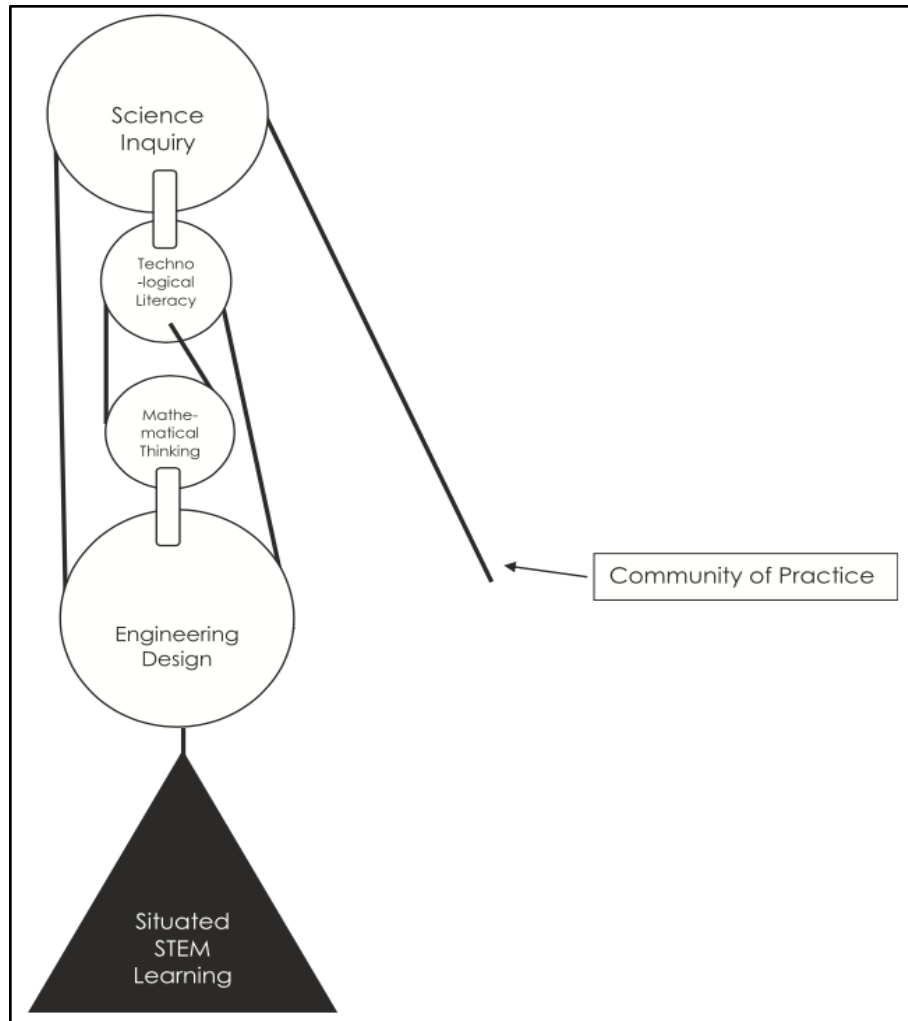 Science
Inquiry
Techno
-logical
Literacy
Mathe-
matical
Thinking
Community of Practice
Engineering
Design
Situated
STEM
Learning